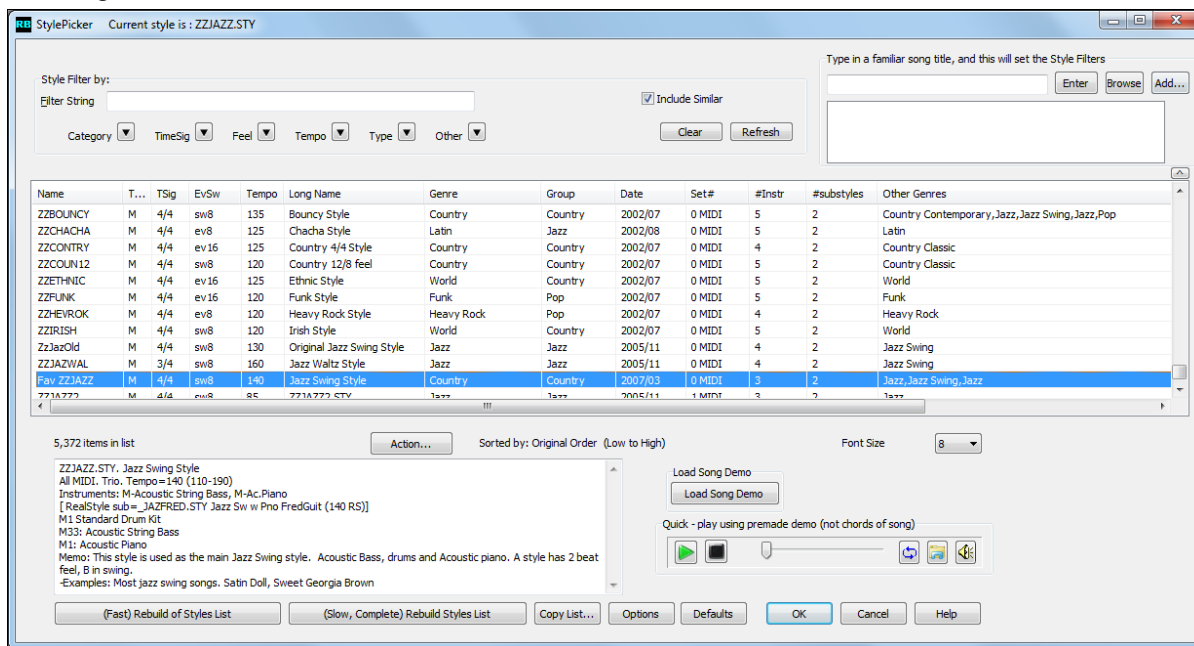 RB StylePicker Current style is : ZZJAZZ.STY
Type in a familiar song title, and this will set the Style Filters
Enter Browse Add...
Style Filter by:
Filter String
Include Similar
Category TimeSig Feel Tempo Type Other Clear Refresh
Name T... TSig EvSw Tempo Long Name Genre Group Date Set# #Instr #substyles Other Genres
ZZBOUNCY M 4/4 sw8 135 Bouncy Style Country Country 2002/07 0 MIDI 5 2 Country Contemporary,Jazz,Jazz Swing,Jazz,Pop
ZZCHACHA M 4/4 ev8 125 Chacha Style Latin Jazz 2002/08 0 MIDI 5 2 Latin
ZZCONTRY M 4/4 ev16 125 Country 4/4 Style Country Country 2002/07 0 MIDI 4 2 Country Classic
ZZCOUN12 M 4/4 sw8 120 Country 12/8 feel Country Country 2002/07 0 MIDI 5 2 Country Classic
ZZETHNIC M 4/4 ev16 125 Ethnic Style World Country 2002/07 0 MIDI 5 2 World
ZZFUNK M 4/4 ev16 120 Funk Style Funk Pop 2002/07 0 MIDI 5 2 Funk
ZZHEVROK M 4/4 ev8 120 Heavy Rock Style Heavy Rock Pop 2002/07 0 MIDI 4 2 Heavy Rock
ZZIRISH M 4/4 sw8 120 Irish Style World Country 2002/07 0 MIDI 5 2 World
ZzJazOld M 4/4 sw8 130 Original Jazz Swing Style Jazz Jazz 2005/11 0 MIDI 4 2 Jazz Swing
ZZJAZWAL M 3/4 sw8 160 Jazz Waltz Style Jazz Jazz 2005/11 0 MIDI 4 2 Jazz Swing
Fav ZZJAZZ M 4/4 sw8 140 Jazz Swing Style Country Country 2007/03 0 MIDI 3 2 Jazz,Jazz Swing,Jazz
ZZJAZZ2 M 4/4 sw8 85 ZZJAZZ2.STY Jazz Jazz 2005/11 1 MIDI 3 2 Jazz
5,372 items in list Action... Sorted by: Original Order (Low to High) Font Size 8
ZZJAZZ.STY. Jazz Swing Style
All MIDI. Trio. Tempo=140 (110-190)
Instruments: M-Acoustic String Bass, M-Ac.Piano
[ RealStyle sub=_JAZFRED.STY Jazz Sw w Pno FredGuit (140 RS)]
M1 Standard Drum Kit
M33: Acoustic String Bass
M1: Acoustic Piano
Memo: This style is used as the main Jazz Swing style. Acoustic Bass, drums and Acoustic piano. A style has 2 beat
feel, B in swing.
-Examples: Most jazz swing songs. Satin Doll, Sweet Georgia Brown
Load Song Demo
Load Song Demo
Quick - play using premade demo (not chords of song)
(Fast) Rebuild of Styles List (Slow, Complete) Rebuild Styles List Copy List... Options Defaults OK Cancel Help